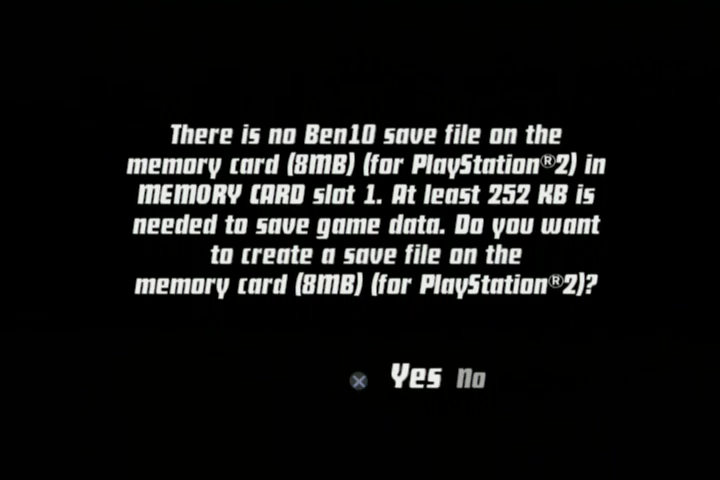 There is no Ben10 save file on the
memory card (8MB) (for PlayStation®2) in
MEMORY CARD slot 1. At least 252 KB is
needed to save game data. Do you want
to create a save file on the
memory card (8MB) (for PlayStation®2)?
Yes No